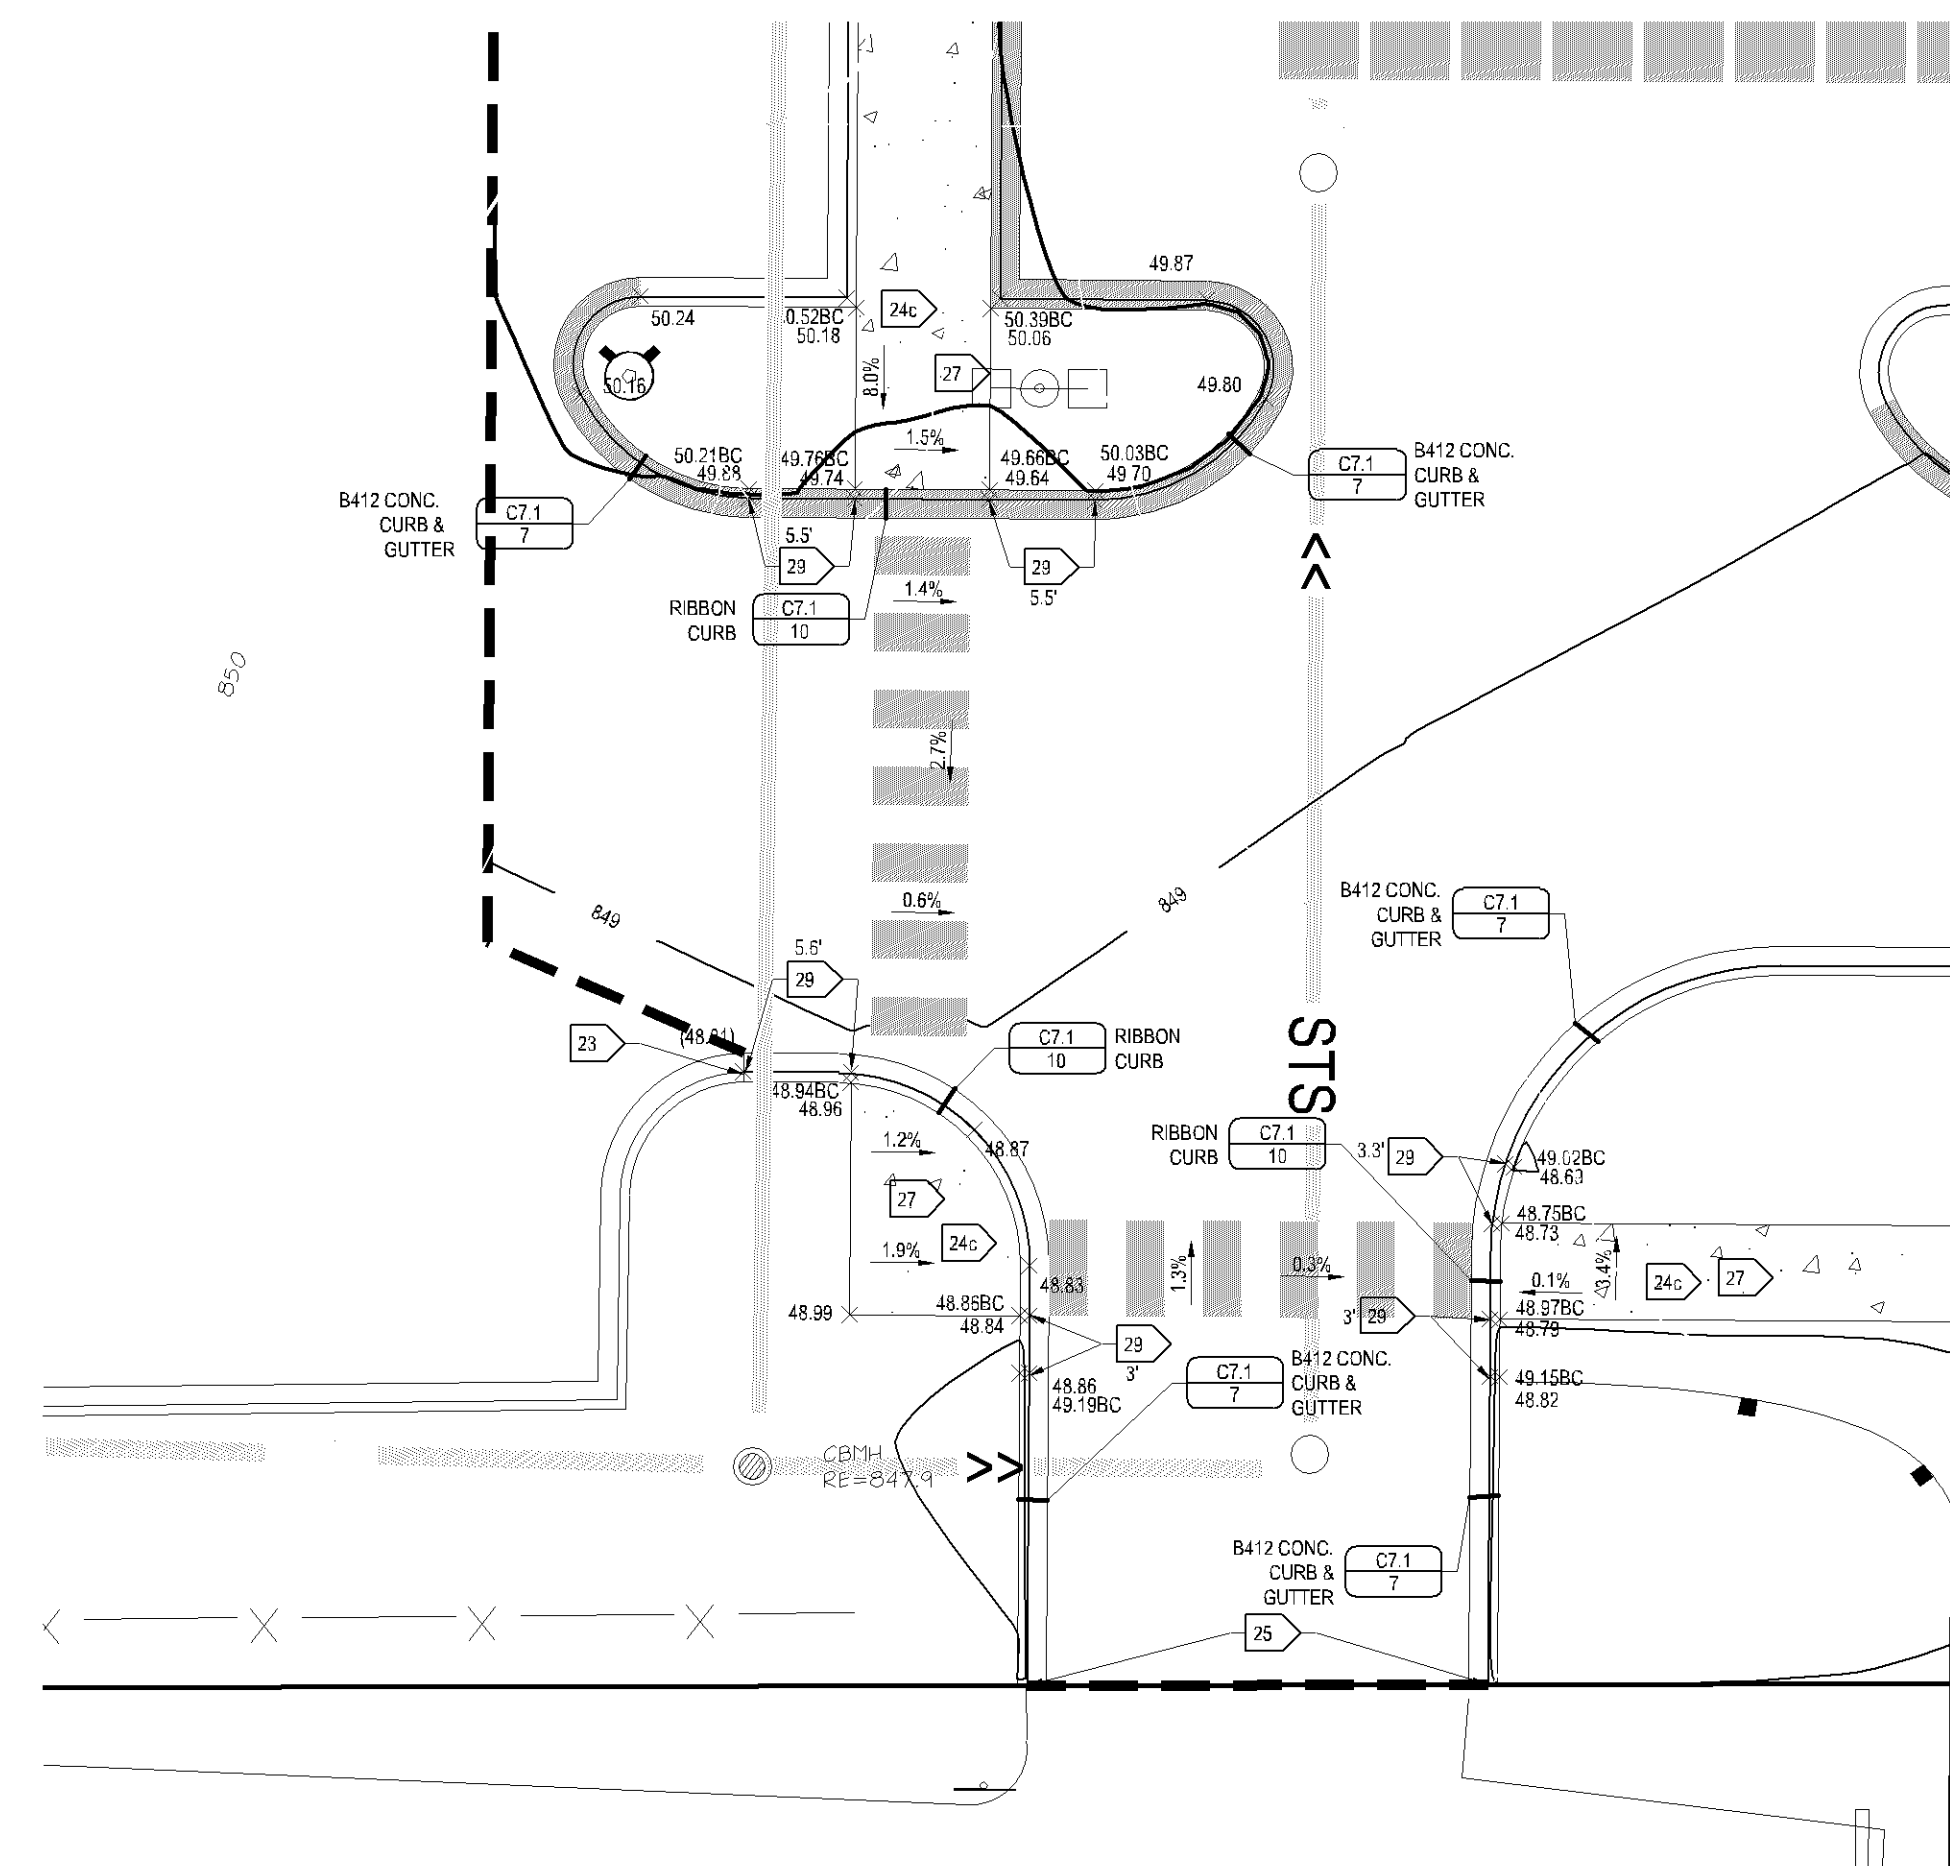 49.87
50.24
0.52BC
50.18
24c
50.39BC
50.06
50.16
8.0%
27
49.80
1.5%
50.21BC
49.88
49.76BC
49.74
49.66BC
49.64
50.03BC
49.70
B412 CONC.
CURB &
GUTTER
C7.1
7
C7.1
7
B412 CONC.
CURB &
GUTTER
5.5'
29
29
5.5'
1.4%
RIBBON
CURB
C7.1
10
<<
850
2.7%
849
0.6%
849
B412 CONC.
CURB &
GUTTER
C7.1
7
5.6'
29
23
C7.1
10
RIBBON
CURB
STS
48.94BC
48.96
1.2%
48.87
RIBBON
CURB
C7.1
10
3.3'
29
49.02BC
48.75BC
48.73
27
24c
1.9%
48.83
1.3%
0.3%
0.1%
3.4%
24c
27
48.99
48.86BC
48.84
3'
29
48.97BC
48.79
29
3'
48.86
49.19BC
C7.1
7
B412 CONC.
CURB &
GUTTER
49.15BC
48.82
CBMH
RE=847.9
>>
B412 CONC.
CURB &
GUTTER
C7.1
7
25